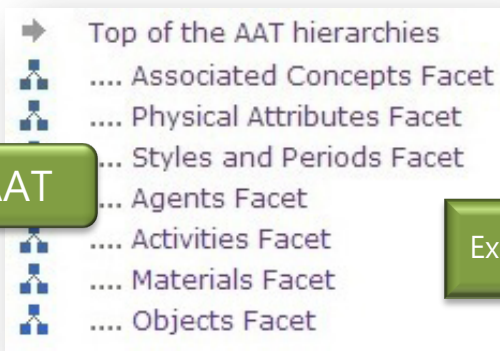 Top of the AAT hierarchies
.... Associated Concepts Facet
.... Physical Attributes Facet
... Styles and Periods Facet
AAT
... Agents Facet
.... Activities Facet
.... Materials Facet
.... Objects Facet